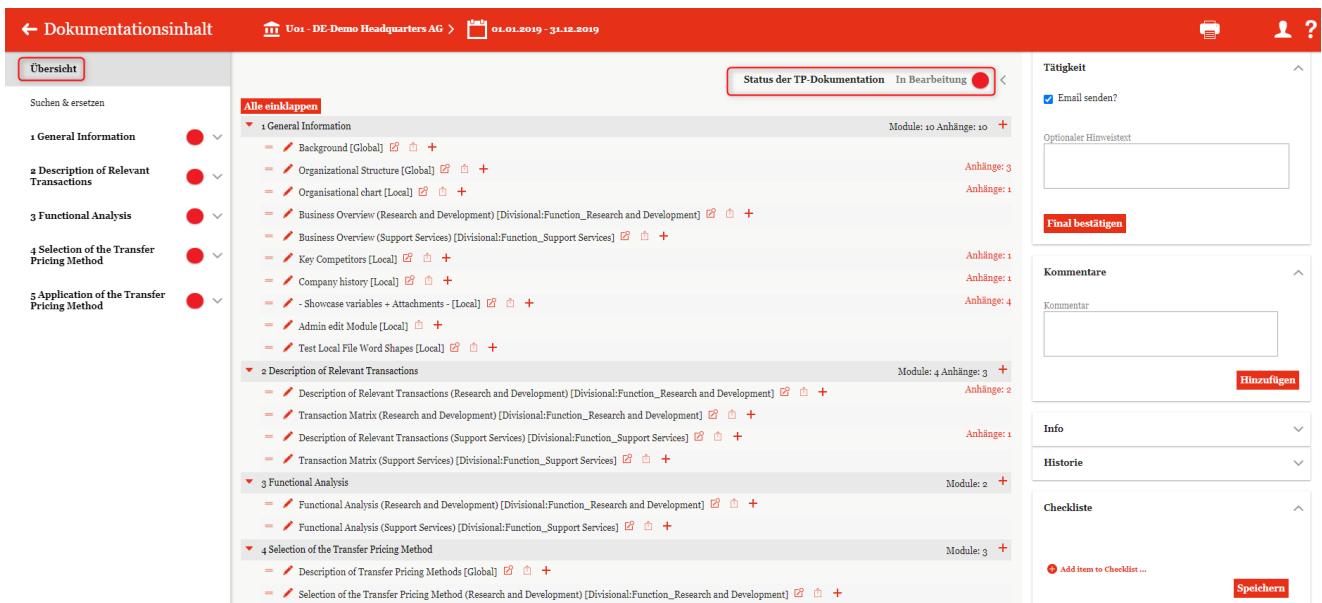 Dokumentationsinhalt
U01 - DE-Demo Headquarters AG > 01.01.2019 - 31.12.2019
?
Übersicht
Suchen & ersetzen
1 General Information
2 Description of Relevant
Transactions
3 Functional Analysis
4 Selection of the Transfer
Pricing Method
5 Application of the Transfer
Pricing Method
Status der TP-Dokumentation In Bearbeitung
Alle einklappen
1 General Information Module: 10 Anhänge: 10
Background [Global]
Organizational Structure [Global] Anhänge: 3
Organisational chart [Local] Anhänge: 1
Business Overview (Research and Development) [Divisional:Function_Research and Development]
Business Overview (Support Services) [Divisional:Function_Support Services]
Key Competitors [Local] Anhänge: 1
Company history [Local] Anhänge: 1
- Showcase variables + Attachments - [Local] Anhänge: 4
Admin edit Module [Local]
Test Local File Word Shapes [Local]
2 Description of Relevant Transactions Module: 4 Anhänge: 3
Description of Relevant Transactions (Research and Development) [Divisional:Function_Research and Development] Anhänge: 2
Transaction Matrix (Research and Development) [Divisional:Function_Research and Development]
Description of Relevant Transactions (Support Services) [Divisional:Function_Support Services] Anhänge: 1
Transaction Matrix (Support Services) [Divisional:Function_Support Services]
3 Functional Analysis Module: 2
Functional Analysis (Research and Development) [Divisional:Function_Research and Development]
Functional Analysis (Support Services) [Divisional:Function_Support Services]
4 Selection of the Transfer Pricing Method Module: 3
Description of Transfer Pricing Methods [Global]
Selection of the Transfer Pricing Method (Research and Development) [Divisional:Function_Research and Development]
Tätigkeit
Email senden?
Optionaler Hinweistext
Final bestätigen
Kommentare
Kommentar
Hinzufügen
Info
Historie
Checkliste
Add item to Checklist ...
Speichern